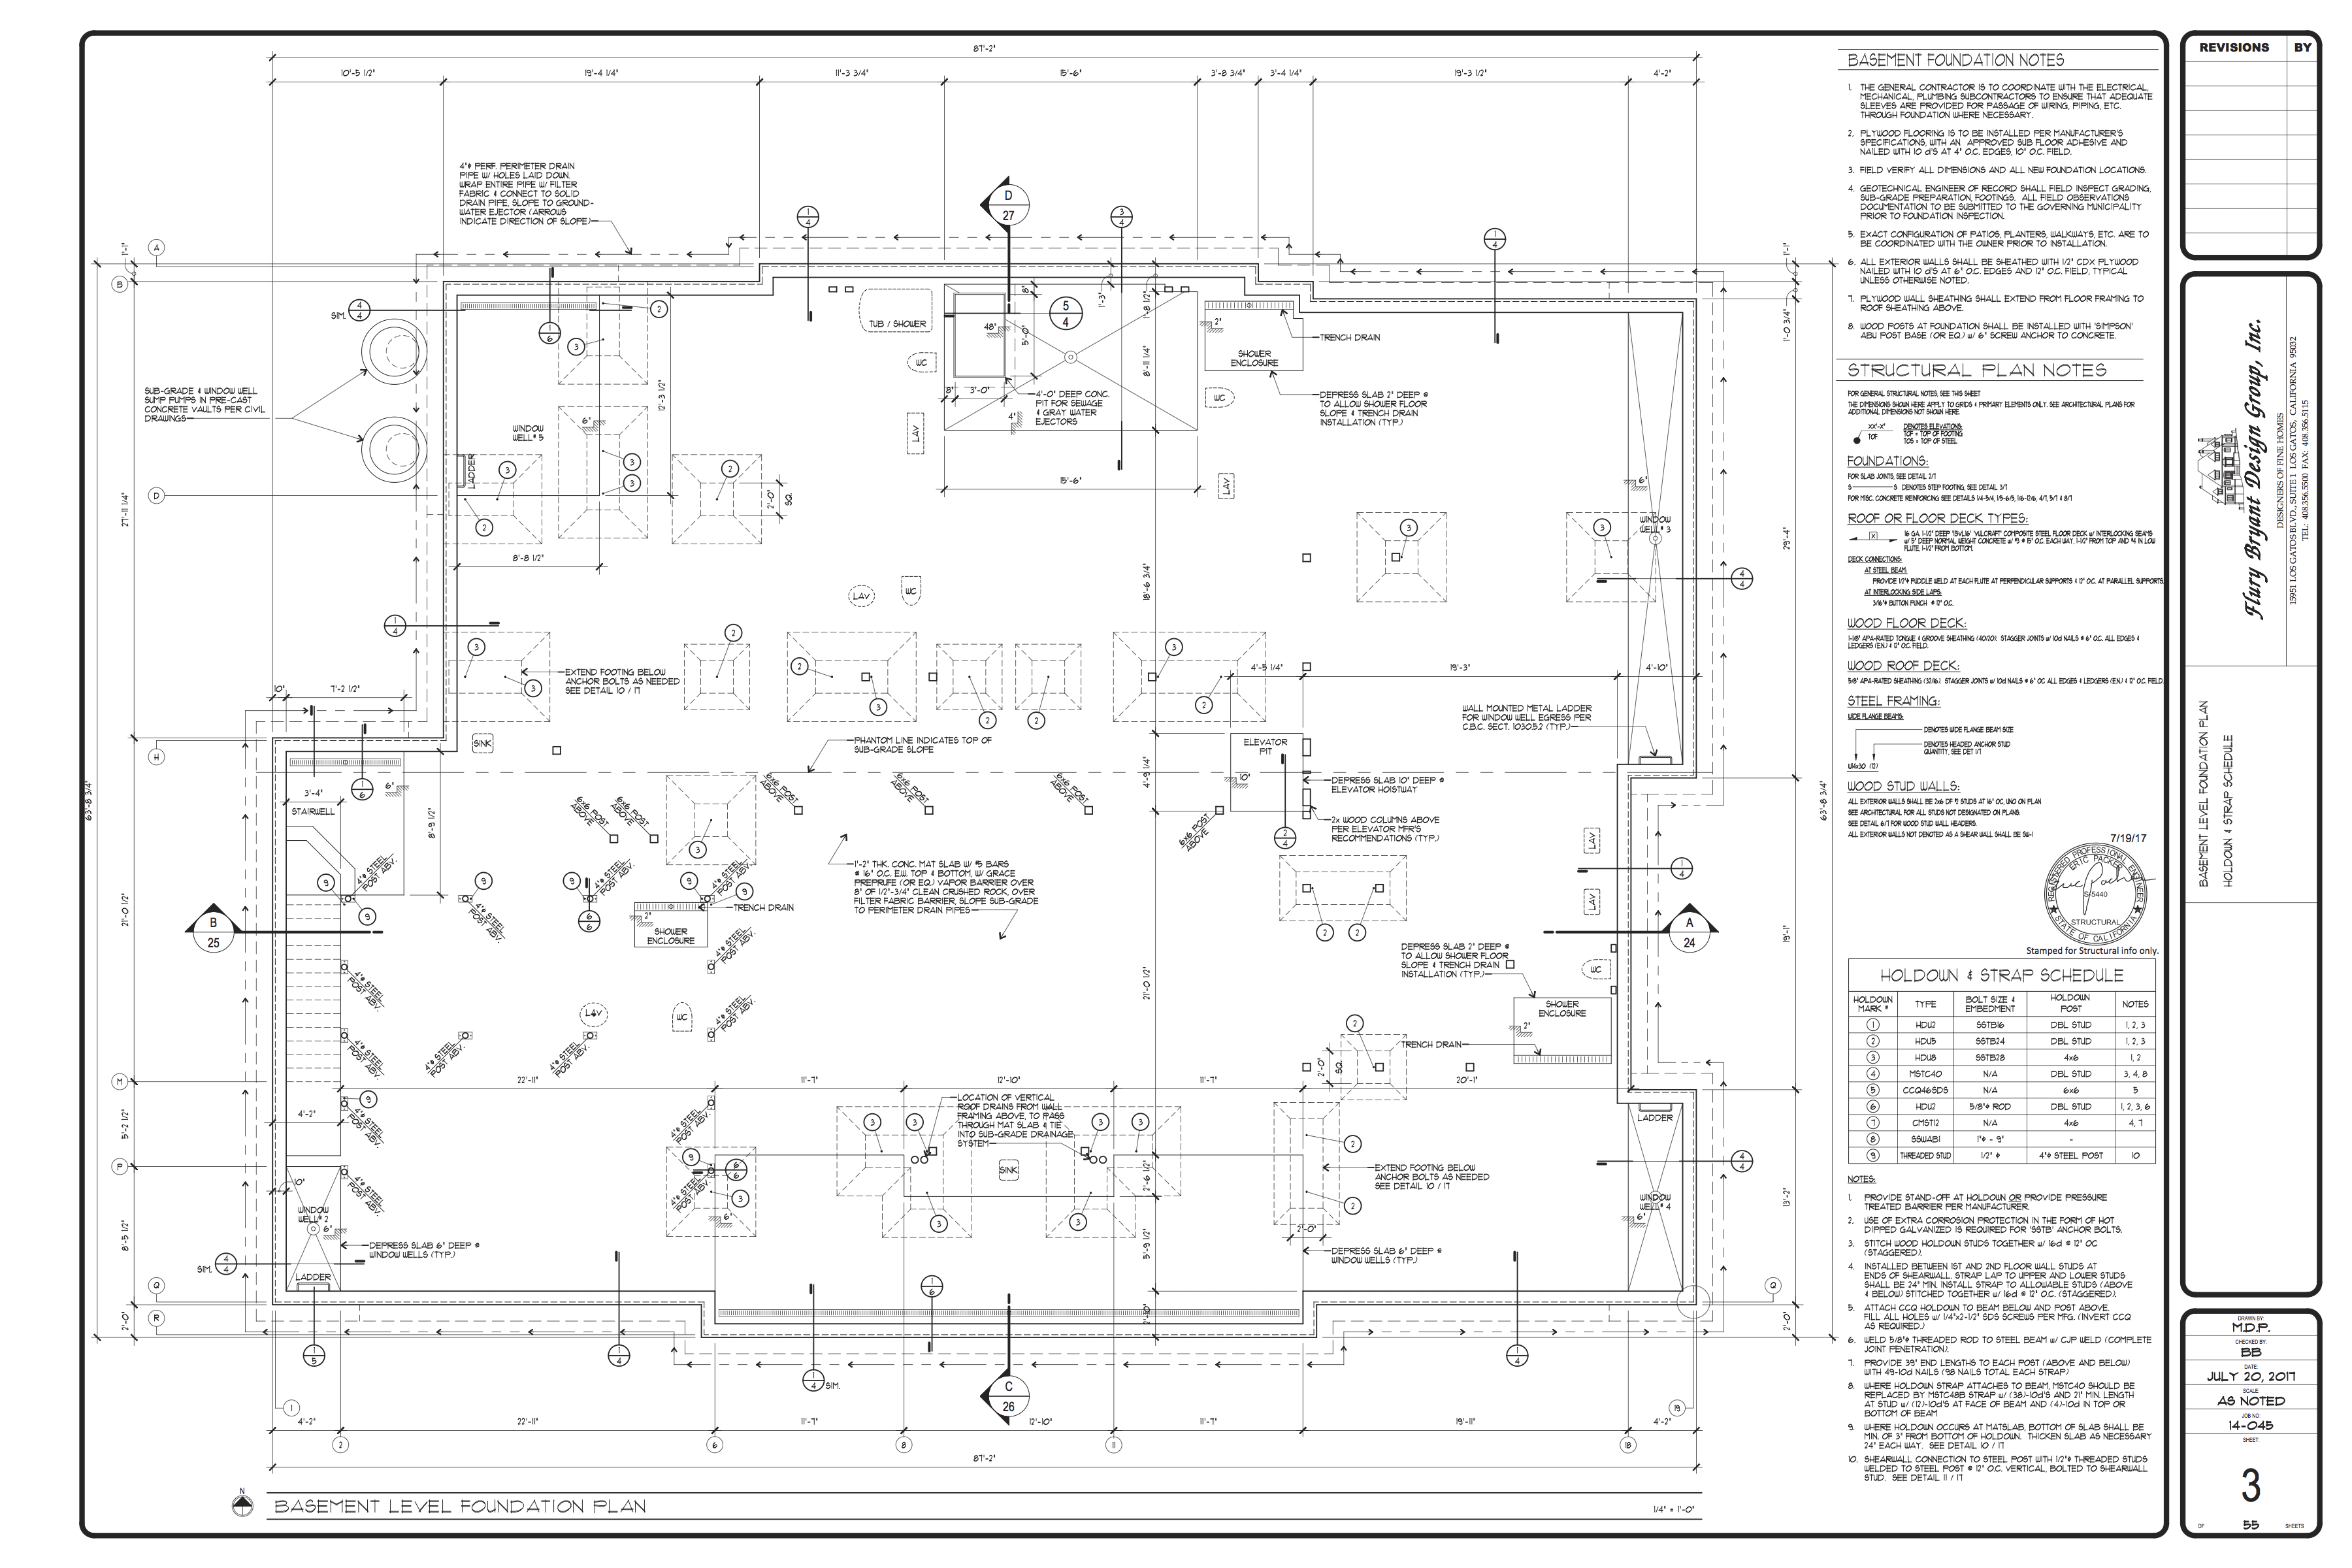 87'-2"
10'-5 1/2"
19'-4 1/4"
11'-3 3/4"
15'-6"
3'-8 3/4"
3'-4 1/4"
19'-3 1/2"
4'-2"
4"ø PERF. PERIMETER DRAIN
PIPE W/ HOLES LAID DOWN.
WRAP ENTIRE PIPE W/ FILTER
FABRIC & CONNECT TO SOLID
DRAIN PIPE, SLOPE TO GROUND-
WATER EJECTOR (ARROWS
INDICATE DIRECTION OF SLOPE)
D
27
1
4
3
4
1
4
A
B
D
H
M
P
Q
R
1'-1"
27'-11 1/4"
63'-8 3/4"
21'-0 1/2"
5'-2 1/2"
8'-5 1/2"
2'-0"
4
4
SIM.
1
6
SUB-GRADE & WINDOW WELL
SUMP PUMPS IN PRE-CAST
CONCRETE VAULTS PER CIVIL
DRAWINGS
WINDOW
WELL# 5
LADDER
6"
12'-3 1/2"
8'-8 1/2"
2'-0"
SQ.
TUB / SHOWER
WC
LAV
48"
8"
5'-0"
8"
3'-0"
4"
1'-3"
1'-8 1/2"
8'-11 1/4"
5
4
4'-0" DEEP CONC.
PIT FOR SEWAGE
& GRAY WATER
EJECTORS
15'-6"
2"
TRENCH DRAIN
SHOWER
ENCLOSURE
WC
LAV
DEPRESS SLAB 2" DEEP @
TO ALLOW SHOWER FLOOR
SLOPE & TRENCH DRAIN
INSTALLATION (TYP.)
6"
WINDOW
WELL# 3
1'-1"
1'-0 3/4"
29'-4"
63'-8 3/4"
19'-1"
13'-2"
2'-0"
4
4
1
4
LAV
WC
18'-6 3/4"
EXTEND FOOTING BELOW
ANCHOR BOLTS AS NEEDED
SEE DETAIL 10 / 17
10"
7'-2 1/2"
SINK
PHANTOM LINE INDICATES TOP OF
SUB-GRADE SLOPE
4'-5 1/4"
19'-3"
4'-10"
WALL MOUNTED METAL LADDER
FOR WINDOW WELL EGRESS PER
C.B.C. SECT. 1030.5.2 (TYP.)
ELEVATOR
PIT
10"
4'-9 1/4"
DEPRESS SLAB 10" DEEP @
ELEVATOR HOISTWAY
2x WOOD COLUMNS ABOVE
PER ELEVATOR MFR'S
RECOMMENDATIONS (TYP.)
2
4
6x6 POST
ABOVE
6x6 POST
ABOVE
6x6 POST
ABOVE
6x6 POST
ABOVE
6x6 POST
ABOVE
6x6 POST
ABOVE
1
6
6"
3'-4"
STAIRWELL
8'-9 1/2"
1'-2" THK. CONC. MAT SLAB W/ #5 BARS
@ 16" O.C. E.W. TOP & BOTTOM, W/ GRACE
PREPRUFE (OR EQ.) VAPOR BARRIER OVER
8" OF 1/2"-3/4" CLEAN CRUSHED ROCK, OVER
FILTER FABRIC BARRIER, SLOPE SUB-GRADE
TO PERIMETER DRAIN PIPES
4"ø STEEL
POST ABV.
TRENCH DRAIN
2"
SHOWER
ENCLOSURE
6
6
B
25
A
24
1
4
LAV
LAV
WC
DEPRESS SLAB 2" DEEP @
TO ALLOW SHOWER FLOOR
SLOPE & TRENCH DRAIN
INSTALLATION (TYP.)
SHOWER
ENCLOSURE
2"
TRENCH DRAIN
21'-0 1/2"
LAV
WC
2'-0"
SQ.
22'-11"
11'-7"
12'-10"
11'-7"
20'-1"
LOCATION OF VERTICAL
ROOF DRAINS FROM WALL
FRAMING ABOVE, TO PASS
THROUGH MAT SLAB & TIE
INTO SUB-GRADE DRAINAGE
SYSTEM
SINK
2'-6 1/2"
5'-9 1/2"
2'-10"
EXTEND FOOTING BELOW
ANCHOR BOLTS AS NEEDED
SEE DETAIL 10 / 17
2'-0"
DEPRESS SLAB 6" DEEP @
WINDOW WELLS (TYP.)
LADDER
WINDOW
WELL# 4
6"
4
4
4'-2"
10"
WINDOW
WELL# 2
6"
DEPRESS SLAB 6" DEEP @
WINDOW WELLS (TYP.)
LADDER
4
4
SIM.
6
6
6"
1
5
1
4
1
4
SIM.
1
6
C
26
1
4
Q
1
19
4'-2"
22'-11"
11'-7"
12'-10"
11'-7"
19'-11"
4'-2"
2
6
8
11
18
87'-2"
N
BASEMENT LEVEL FOUNDATION PLAN
1/4" = 1'-0"
BASEMENT FOUNDATION NOTES
1. THE GENERAL CONTRACTOR IS TO COORDINATE WITH THE ELECTRICAL,
MECHANICAL, PLUMBING SUBCONTRACTORS TO ENSURE THAT ADEQUATE
SLEEVES ARE PROVIDED FOR PASSAGE OF WIRING, PIPING, ETC.
THROUGH FOUNDATION WHERE NECESSARY.
2. PLYWOOD FLOORING IS TO BE INSTALLED PER MANUFACTURER'S
SPECIFICATIONS, WITH AN APPROVED SUB FLOOR ADHESIVE AND
NAILED WITH 10 d'S AT 4" O.C. EDGES, 10" O.C. FIELD.
3. FIELD VERIFY ALL DIMENSIONS AND ALL NEW FOUNDATION LOCATIONS.
4. GEOTECHNICAL ENGINEER OF RECORD SHALL FIELD INSPECT GRADING,
SUB-GRADE PREPARATION, FOOTINGS. ALL FIELD OBSERVATIONS
DOCUMENTATION TO BE SUBMITTED TO THE GOVERNING MUNICIPALITY
PRIOR TO FOUNDATION INSPECTION.
5. EXACT CONFIGURATION OF PATIOS, PLANTERS, WALKWAYS, ETC. ARE TO
BE COORDINATED WITH THE OWNER PRIOR TO INSTALLATION.
6. ALL EXTERIOR WALLS SHALL BE SHEATHED WITH 1/2" CDX PLYWOOD
NAILED WITH 10 d'S AT 6" O.C. EDGES AND 12" O.C. FIELD, TYPICAL
UNLESS OTHERWISE NOTED.
7. PLYWOOD WALL SHEATHING SHALL EXTEND FROM FLOOR FRAMING TO
ROOF SHEATHING ABOVE.
8. WOOD POSTS AT FOUNDATION SHALL BE INSTALLED WITH 'SIMPSON'
ABU POST BASE (OR EQ.) w/ 6" SCREW ANCHOR TO CONCRETE.
STRUCTURAL PLAN NOTES
FOR GENERAL STRUCTURAL NOTES, SEE THIS SHEET
THE DIMENSIONS SHOWN HERE APPLY TO GRIDS & PRIMARY ELEMENTS ONLY. SEE ARCHITECTURAL PLANS FOR
ADDITIONAL DIMENSIONS NOT SHOWN HERE.
XX'-X"
TOF
DENOTES ELEVATIONS:
TOF = TOP OF FOOTING
TOS = TOP OF STEEL
FOUNDATIONS:
FOR SLAB JOINTS, SEE DETAIL 2/7
S S DENOTES STEP FOOTING, SEE DETAIL 3/7
ROOF OR FLOOR DECK TYPES:
X
FLUTE, 1-1/2" FROM BOTTOM.
DECK CONNECTIONS:
AT STEEL BEAM:
PROVIDE 1/2"ø PUDDLE WELD AT EACH FLUTE AT PERPENDICULAR SUPPORTS & 12" O.C. AT PARALLEL SUPPORTS.
AT INTERLOCKING SIDE LAPS:
3/16"ø BUTTON PUNCH @ 12" O.C.
WOOD FLOOR DECK:
1-1/8" APA-RATED TONGUE & GROOVE SHEATHING (40/20). STAGGER JOINTS w/ 10d NAILS @ 6" O.C. ALL EDGES &
LEDGERS (EN.) & 12" O.C. FIELD.
WOOD ROOF DECK:
5/8" APA-RATED SHEATHING (32/16). STAGGER JOINTS w/ 10d NAILS @ 6" OC ALL EDGES & LEDGERS (EN.) & 12" O.C. FIELD.
STEEL FRAMING:
WIDE FLANGE BEAMS:
DENOTES WIDE FLANGE BEAM SIZE
DENOTES HEADED ANCHOR STUD
QUANTITY, SEE DET 1/7
W14x30 (12)
WOOD STUD WALLS:
ALL EXTERIOR WALLS SHALL BE 2x6 DF #2 STUDS AT 16" OC, UNO ON PLAN
SEE ARCHITECTURAL FOR ALL STUDS NOT DESIGNATED ON PLANS.
SEE DETAIL 6/7 FOR WOOD STUD WALL HEADERS.
ALL EXTERIOR WALLS NOT DENOTED AS A SHEAR WALL SHALL BE SW-1
7/19/17
REGISTERED PROFESSIONAL ENGINEER
S-5440
STRUCTURAL
STATE OF CALIFORNIA
Stamped for Structural info only.
HOLDOWN & STRAP SCHEDULE
HOLDOWN MARK # TYPE BOLT SIZE & EMBEDMENT HOLDOWN POST NOTES
1 HDU2 SSTB16 DBL STUD 1, 2, 3
2 HDU5 SSTB24 DBL STUD 1, 2, 3
3 HDU8 SSTB28 4x6 1, 2
4 MSTC40 N/A DBL STUD 3, 4, 8
5 CCQ46SDS N/A 6x6 5
6 HDU2 5/8"ø ROD DBL STUD 1, 2, 3, 6
7 CMST12 N/A 4x6 4, 7
8 SSWAB1 1"ø - 9" -
9 THREADED STUD 1/2" ø 4"ø STEEL POST 10
NOTES:
1. PROVIDE STAND-OFF AT HOLDOWN OR PROVIDE PRESSURE
TREATED BARRIER PER MANUFACTURER.
2. USE OF EXTRA CORROSION PROTECTION IN THE FORM OF HOT
DIPPED GALVANIZED IS REQUIRED FOR 'SSTB' ANCHOR BOLTS.
3. STITCH WOOD HOLDOWN STUDS TOGETHER w/ 16d @ 12" OC
(STAGGERED).
4. INSTALLED BETWEEN 1ST AND 2ND FLOOR WALL STUDS AT
ENDS OF SHEARWALL. STRAP LAP TO UPPER AND LOWER STUDS
SHALL BE 24" MIN. INSTALL STRAP TO ALLOWABLE STUDS (ABOVE
& BELOW) STITCHED TOGETHER w/ 16d @ 12" O.C. (STAGGERED).
5. ATTACH CCQ HOLDOWN TO BEAM BELOW AND POST ABOVE.
FILL ALL HOLES w/ 1/4"x2-1/2" SDS SCREWS PER MFG. (INVERT CCQ
AS REQUIRED.)
6. WELD 5/8"ø THREADED ROD TO STEEL BEAM w/ CJP WELD (COMPLETE
JOINT PENETRATION).
7. PROVIDE 39" END LENGTHS TO EACH POST (ABOVE AND BELOW)
WITH 49-10d NAILS (98 NAILS TOTAL EACH STRAP)
8. WHERE HOLDOWN STRAP ATTACHES TO BEAM, MSTC40 SHOULD BE
REPLACED BY MSTC48B STRAP w/ (38)-10d'S AND 21" MIN. LENGTH
AT STUD w/ (12)-10d'S AT FACE OF BEAM AND (4)-10d IN TOP OR
BOTTOM OF BEAM
9. WHERE HOLDOWN OCCURS AT MATSLAB, BOTTOM OF SLAB SHALL BE
MIN. OF 3" FROM BOTTOM OF HOLDOWN. THICKEN SLAB AS NECESSARY
24" EACH WAY. SEE DETAIL 10 / 17
10. SHEARWALL CONNECTION TO STEEL POST WITH 1/2"ø THREADED STUDS
WELDED TO STEEL POST @ 12" O.C. VERTICAL, BOLTED TO SHEARWALL
STUD. SEE DETAIL 11 / 17
REVISIONS BY
Flury Bryant Design Group, Inc.
DESIGNERS OF FINE HOMES
15951 LOS GATOS BLVD., SUITE 1 LOS GATOS, CALIFORNIA 95032
TEL: 408.356.5500 FAX: 408.356.5115
BASEMENT LEVEL FOUNDATION PLAN
HOLDOWN & STRAP SCHEDULE
DRAWN BY:
M.D.P.
CHECKED BY:
BB
DATE:
JULY 20, 2017
SCALE:
AS NOTED
JOB NO:
14-045
SHEET:
3
OF 55 SHEETS